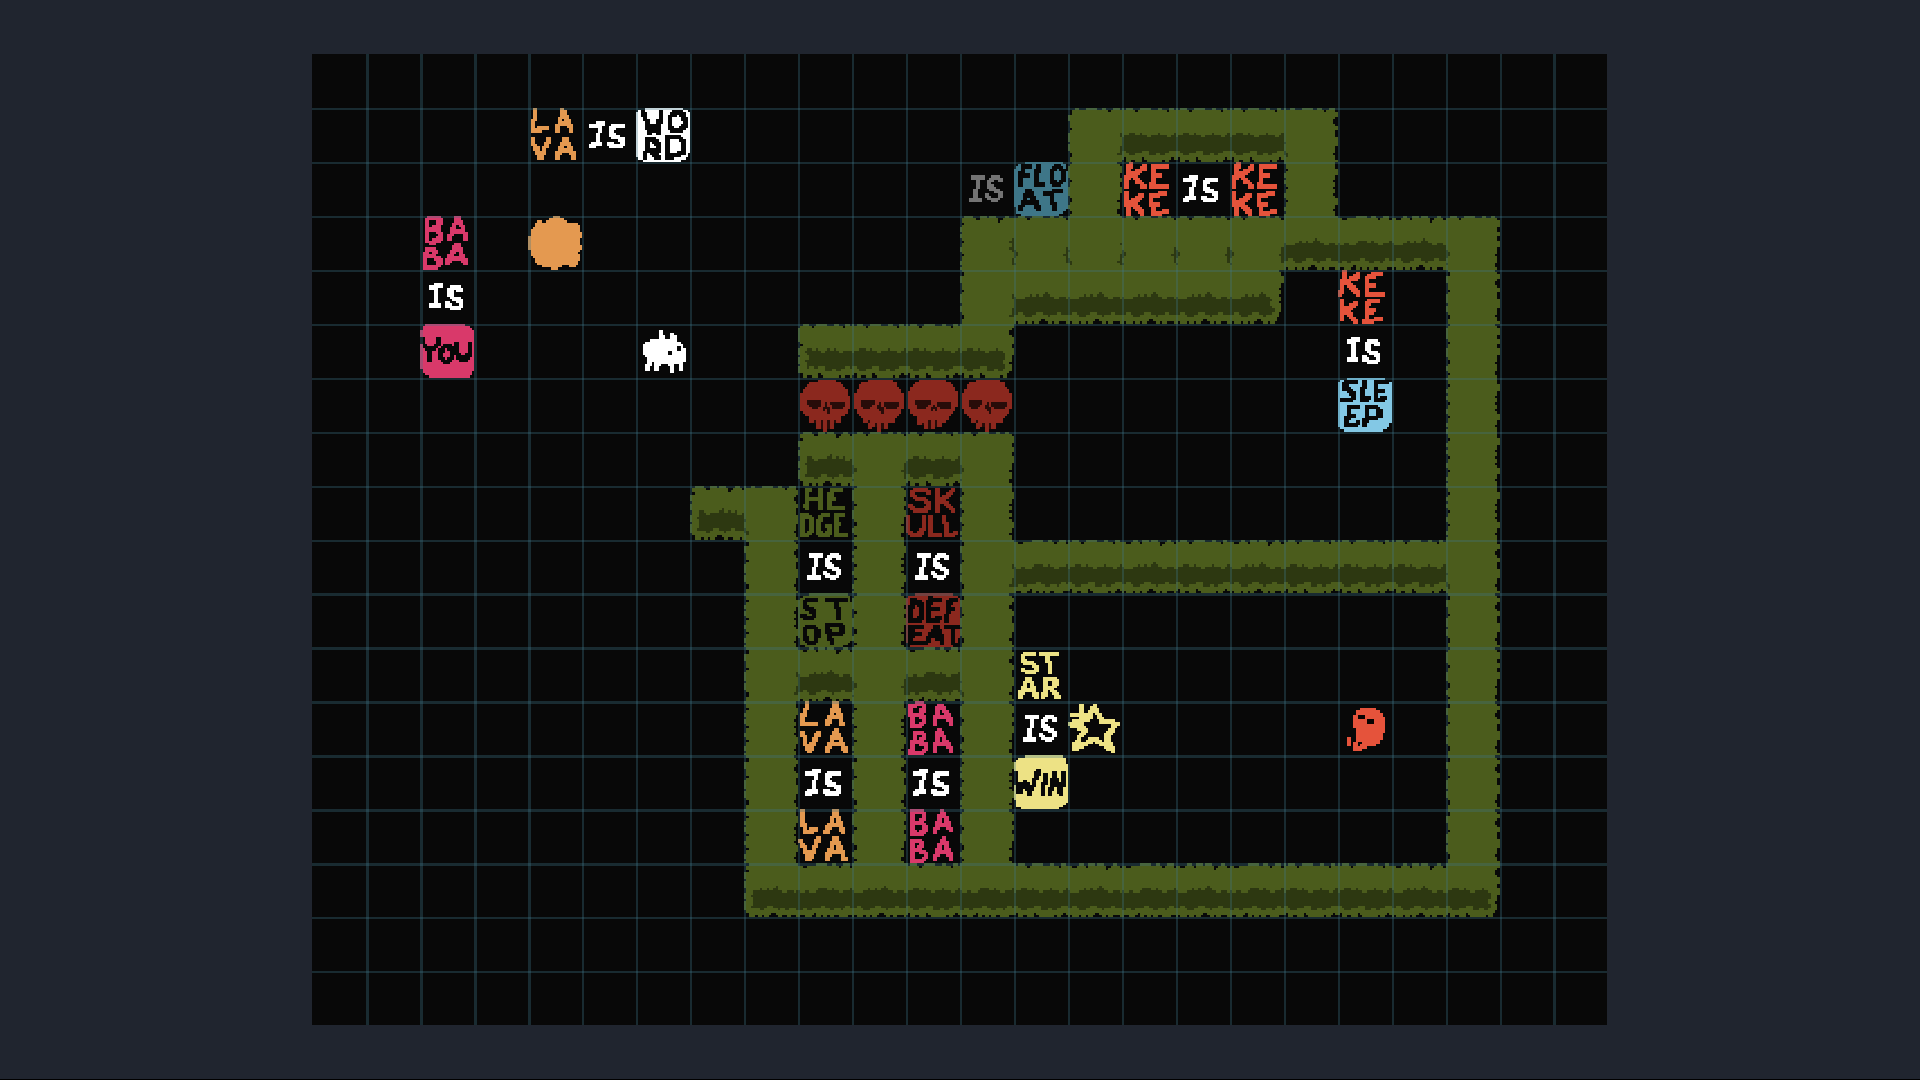 LAVA IS WORD
IS FLOAT
KEKE IS KEKE
BABA
IS
YOU
KEKE
IS
SLEEP
HEDGE
IS
STOP
SKULL
IS
DEFEAT
LAVA
IS
LAVA
BABA
IS
BABA
STAR
IS
WIN